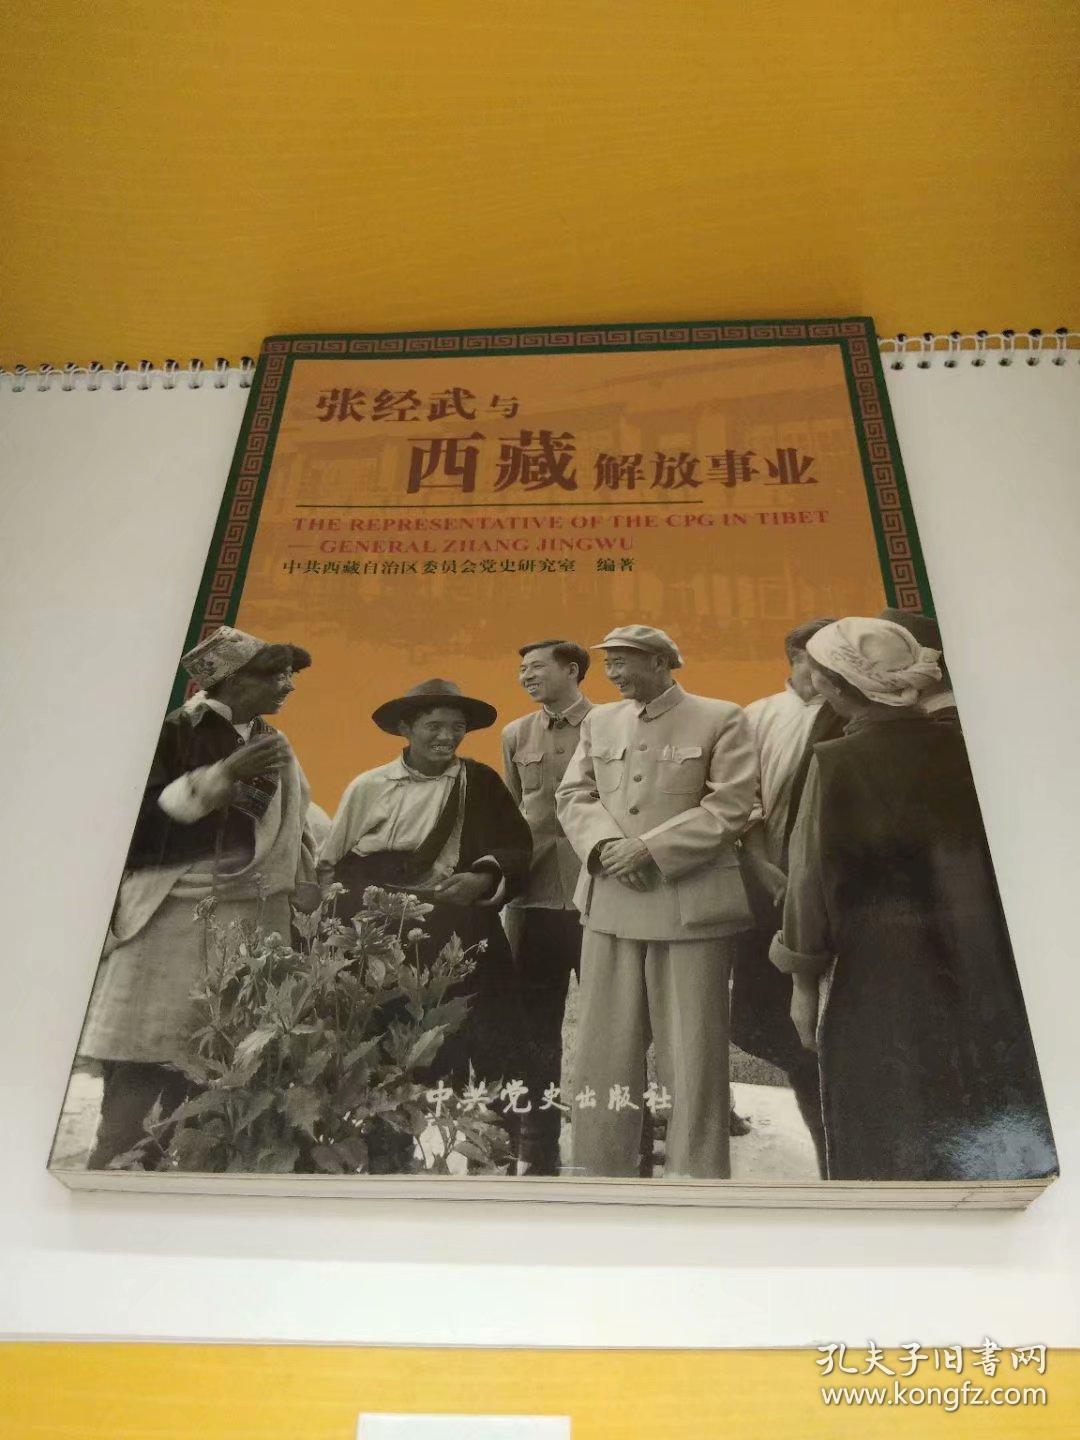 张经武与
西藏解放事业
THE REPRESENTATIVE OF THE CPG IN TIBET
— GENERAL ZHANG JINGWU
中共西藏自治区委员会党史研究室 编著
中共党史出版社
孔夫子旧書网
www.kongfz.com